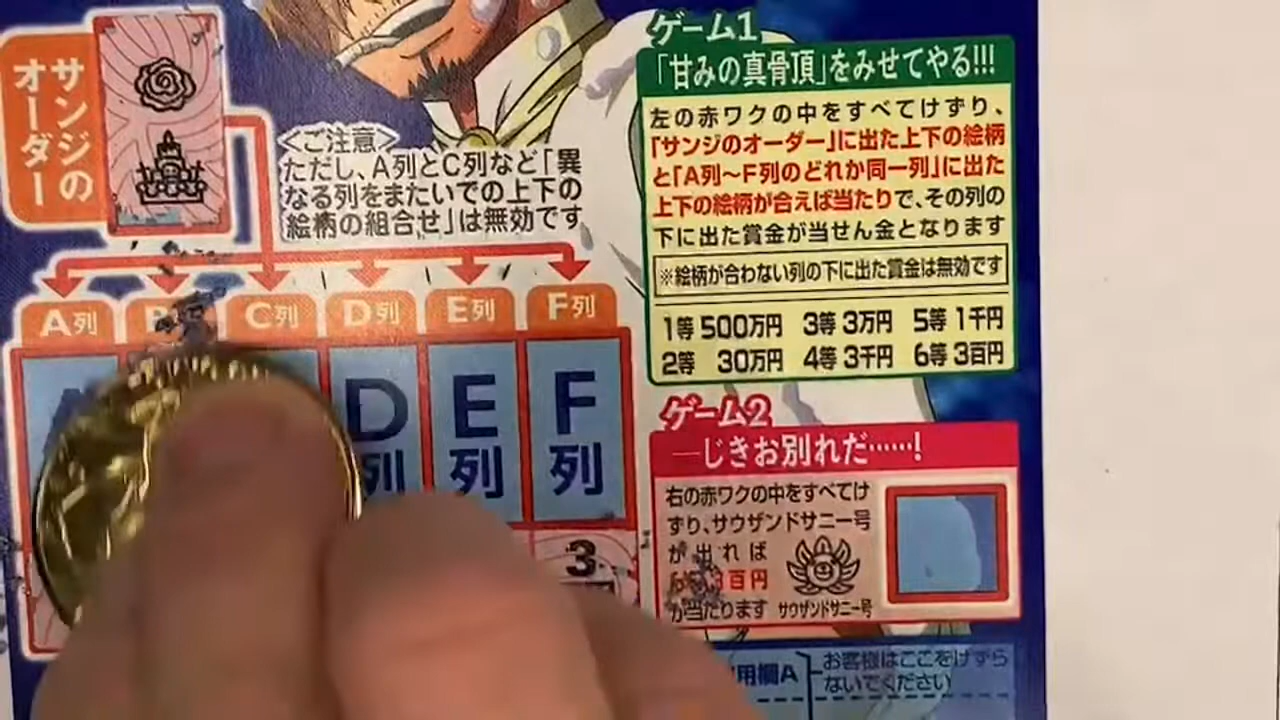 サンジの
オーダー
<ご注意>
ただし、A列とC列など「異
なる列をまたいでの上下の
絵柄の組合せ」は無効です
A列
C列
D列
E列
F列
D
列
E
列
F
列
3
ゲーム1
「甘みの真骨頂」をみせてやる!!!
左の赤ワクの中をすべてけずり、
「サンジのオーダー」に出た上下の絵柄
と「A列～F列のどれか同一列」に出た
上下の絵柄が合えば当たりで、その列の
下に出た賞金が当せん金となります
※絵柄が合わない列の下に出た賞金は無効です
1等 500万円 3等 3万円 5等 1千円
2等 30万円 4等 3千円 6等 3百円
ゲーム2
一じきお別れだ……!
右の赤ワクの中をすべてけ
ずり、サウザンドサニー号
が出れば
3百円
が当たります
サウザンドサニー号
用欄A
お客様はここをけずら
ないでください